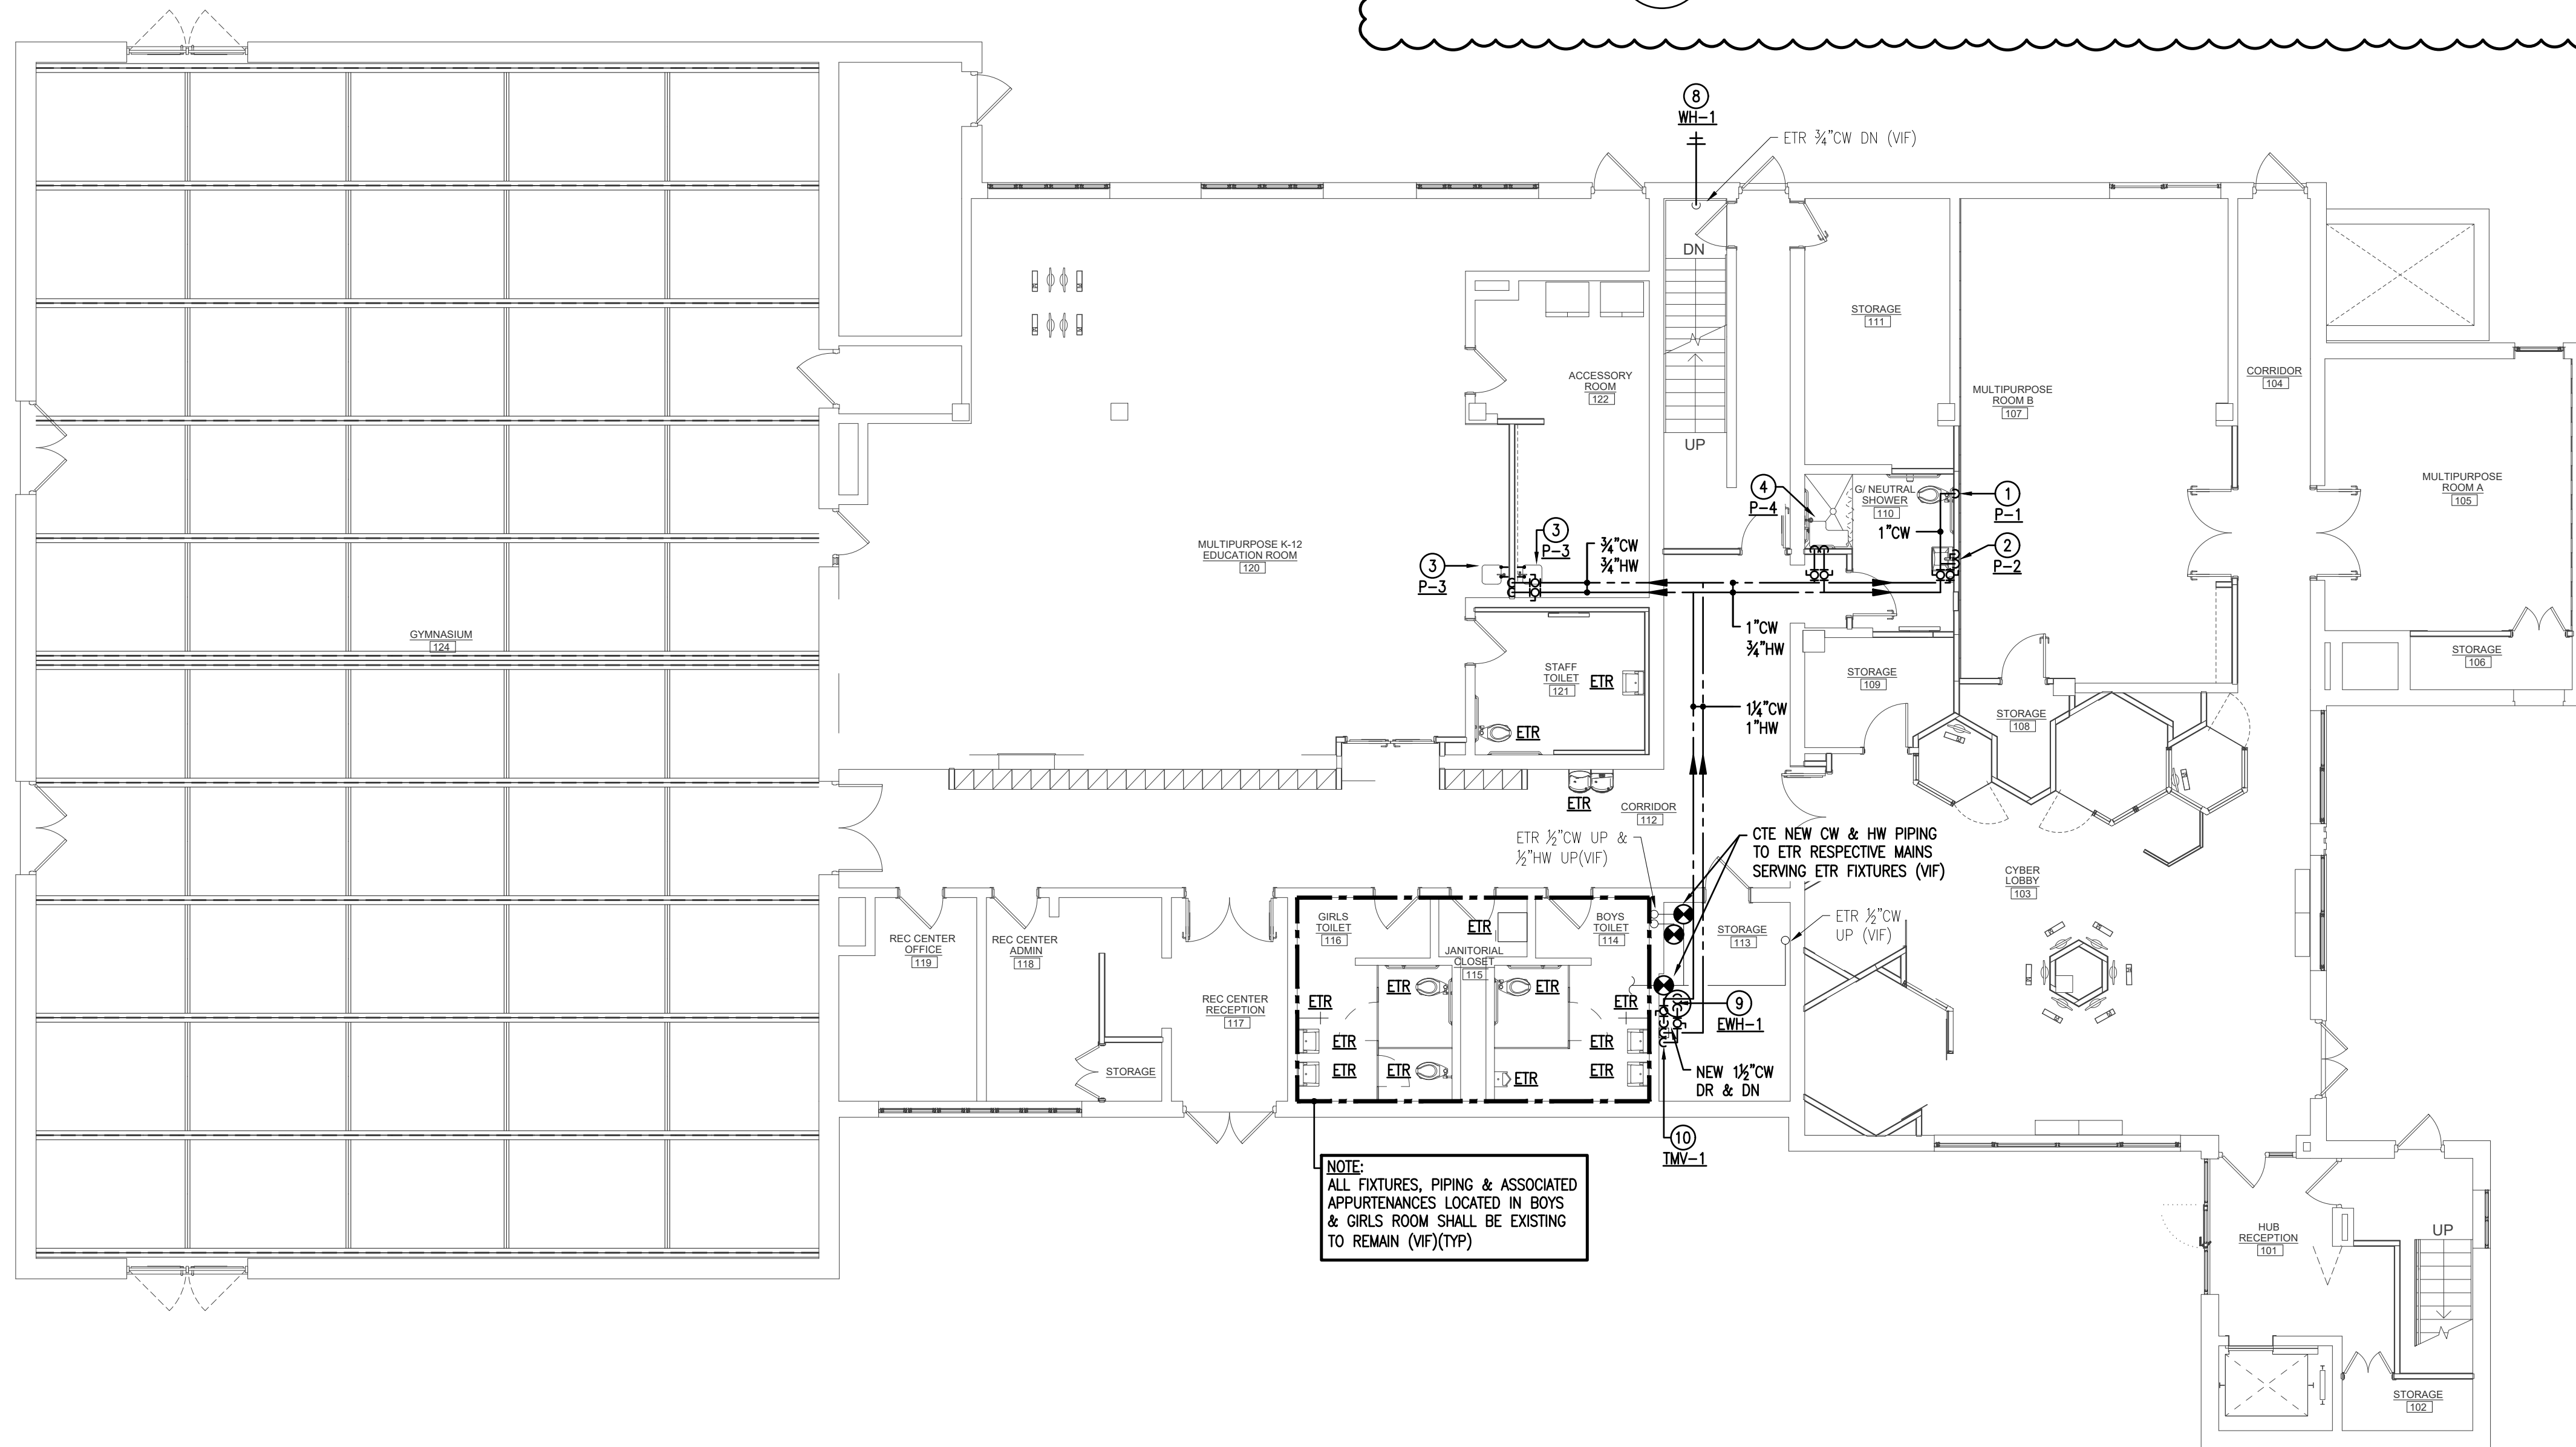 8
WH-1
ETR ¾"CW DN (VIF)
DN
UP
STORAGE
111
ACCESSORY
ROOM
122
MULTIPURPOSE
ROOM B
107
CORRIDOR
104
MULTIPURPOSE
ROOM A
105
4
P-4
G/ NEUTRAL
SHOWER
110
1
P-1
1"CW
2
P-2
MULTIPURPOSE K-12
EDUCATION ROOM
120
3
P-3
3
P-3
¾"CW
¾"HW
1"CW
¾"HW
GYMNASIUM
124
STAFF
TOILET
121
ETR
ETR
STORAGE
109
STORAGE
106
STORAGE
108
1¼"CW
1"HW
ETR
CORRIDOR
112
ETR ½"CW UP &
½"HW UP(VIF)
CTE NEW CW & HW PIPING
TO ETR RESPECTIVE MAINS
SERVING ETR FIXTURES (VIF)
CYBER
LOBBY
103
REC CENTER
OFFICE
119
REC CENTER
ADMIN
118
GIRLS
TOILET
116
ETR
JANITORIAL
CLOSET
115
BOYS
TOILET
114
STORAGE
113
ETR ½"CW
UP (VIF)
REC CENTER
RECEPTION
117
ETR
ETR
ETR
ETR
ETR
ETR
ETR
ETR
ETR
ETR
9
EWH-1
STORAGE
NEW 1½"CW
DR & DN
10
TMV-1
NOTE:
ALL FIXTURES, PIPING & ASSOCIATED
APPURTENANCES LOCATED IN BOYS
& GIRLS ROOM SHALL BE EXISTING
TO REMAIN (VIF)(TYP)
HUB
RECEPTION
101
UP
STORAGE
102